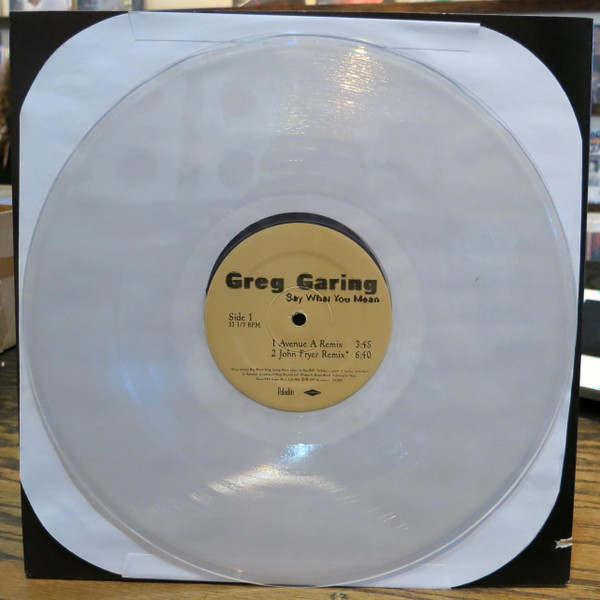 Greg Garing
Say What You Mean
Side 1
33 1/3 RPM
1 Avenue A Remix 3:45
2 John Fryer Remix* 6:40
Paladin